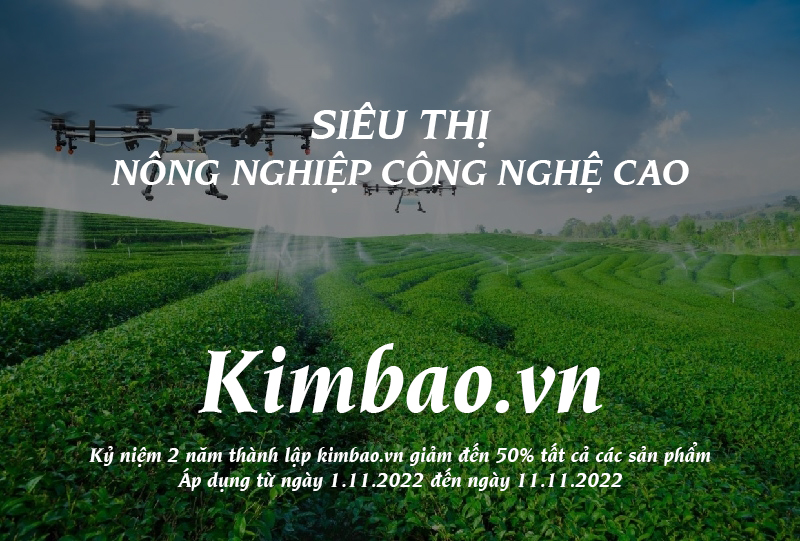 SIÊU THỊ
NÔNG NGHIỆP CÔNG NGHỆ CAO
Kimbao.vn
Kỷ niệm 2 năm thành lập kimbao.vn giảm đến 50% tất cả các sản phẩm
Áp dụng từ ngày 1.11.2022 đến ngày 11.11.2022